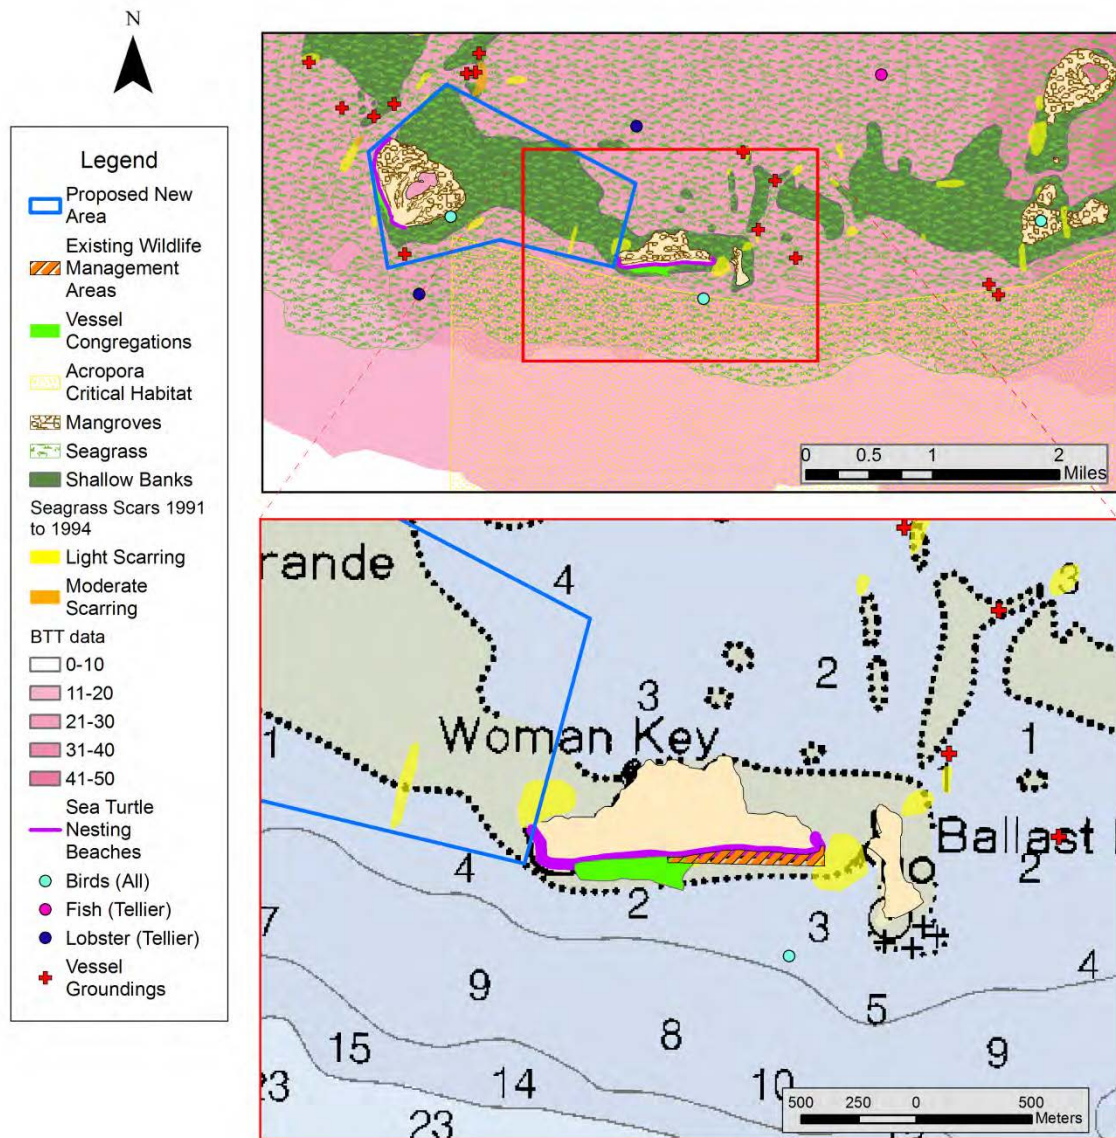 N
Legend
Proposed New
Area
Existing Wildlife
Management
Areas
Vessel
Congregations
Acropora
Critical Habitat
Mangroves
Seagrass
Shallow Banks
Seagrass Scars 1991
to 1994
Light Scarring
Moderate
Scarring
BTT data
0-10
11-20
21-30
31-40
41-50
Sea Turtle
Nesting
Beaches
Birds (All)
Fish (Tellier)
Lobster (Tellier)
Vessel
Groundings
0 0.5 1 2
Miles
rande
4
3
2
3
1
1
Woman Key
Ballast
4
2
3
2
4
7
9
5
8
9
15
14
10
23
23
500 250 0 500
Meters